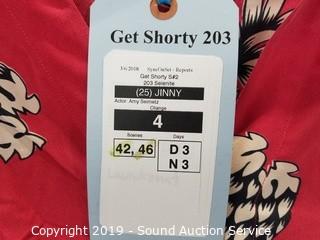 Get Shorty 203
SyncOnSet - Reports
Get Shorty S#2
203 Selenite
(25) JINNY
Actor: Amy Seimetz
Change
4
Scenes Days
42, 46 D 3
N 3
Copyright 2019 - Sound Auction Service